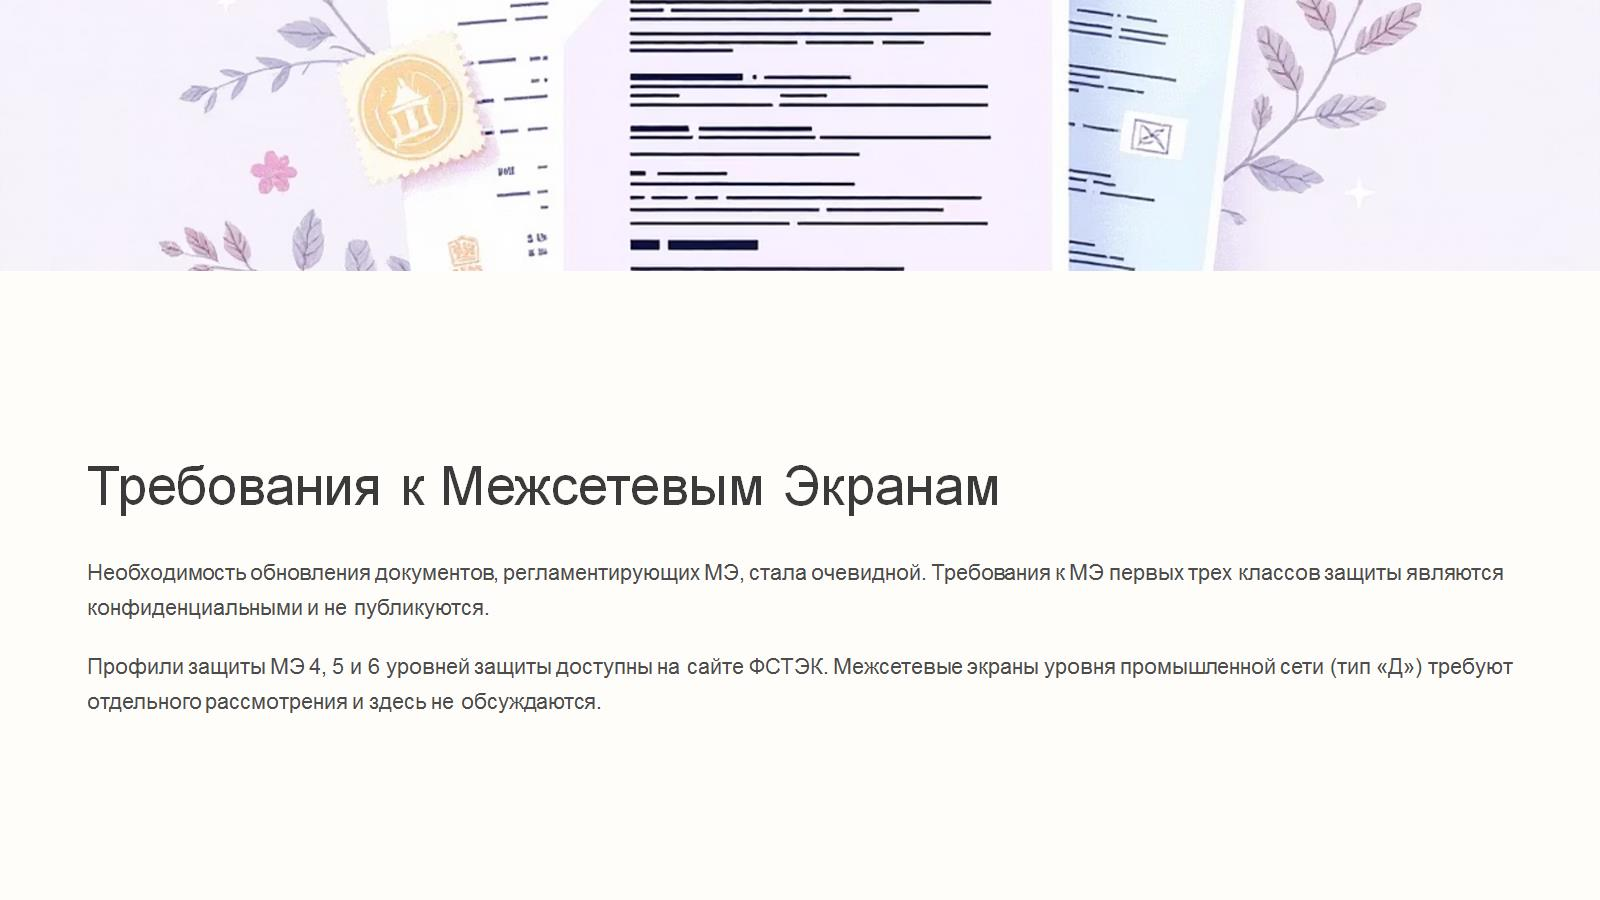 Требования к Межсетевым Экранам
Необходимость обновления документов, регламентирующих МЭ, стала очевидной. Требования к МЭ первых трех классов защиты являются
конфиденциальными и не публикуются.
Профили защиты МЭ 4, 5 и 6 уровней защиты доступны на сайте ФСТЭК. Межсетевые экраны уровня промышленной сети (тип «Д») требуют
отдельного рассмотрения и здесь не обсуждаются.